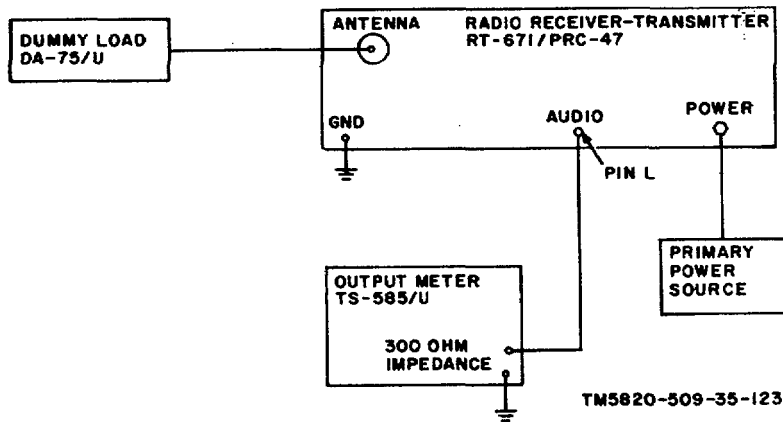 DUMMY LOAD
DA-75/U
ANTENNA
RADIO RECEIVER-TRANSMITTER
RT-671/PRC-47
GND
AUDIO
POWER
PIN L
OUTPUT METER
TS-585/U
300 OHM
IMPEDANCE
PRIMARY
POWER
SOURCE
TM5820-509-35-123